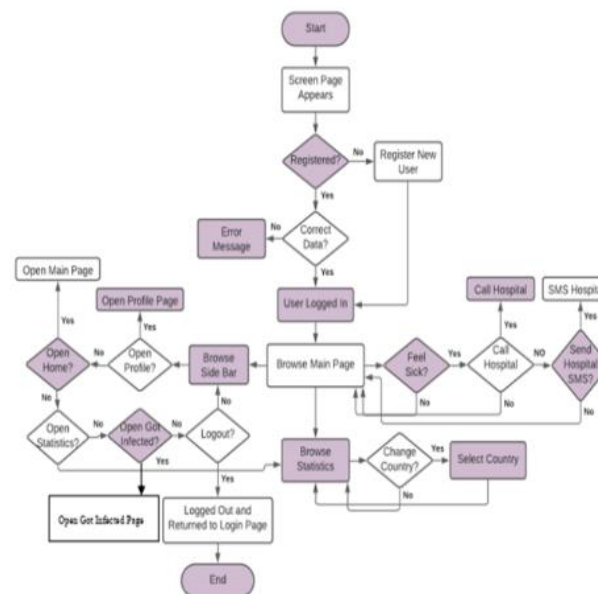 Start
Screen Page
Appears
Registered?
No
Register New
User
Yes
Error
Message
No
Correct
Data?
Yes
Open Main Page
Open Profile Page
User Logged In
Call Hospital
SMS Hospital
Yes
Yes
Yes
Yes
Open
Home?
No
Open
Profile?
Browse
Side Bar
Browse Main Page
Feel
Sick?
Yes
Call
Hospital
NO
Send
Hospital
SMS?
No
No
No
No
No
Open
Statistics?
No
Open Got
Infected?
No
Logout?
Yes
Yes
Browse
Statistics
Change
Country?
Yes
Select Country
No
Open Got Infected Page
Logged Out and
Returned to Login Page
End